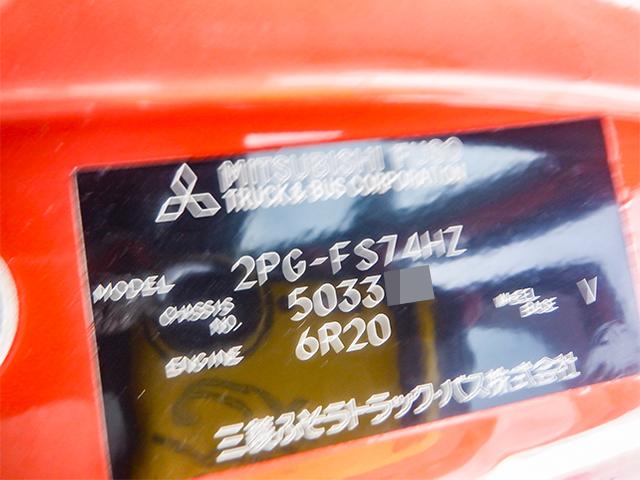 MITSUBISHI FUSO
TRUCK & BUS CORPORATION
MODEL 2PG-FS74HZ
CHASSIS NO. 5033
WHEEL BASE V
ENGINE 6R20
三菱ふそうトラック・バス株式会社